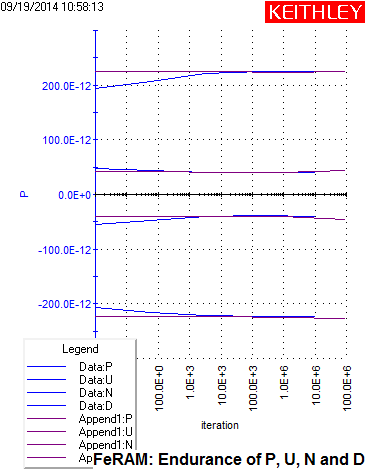 09/19/2014 10:58:13
KEITHLEY
200.0E-12
100.0E-12
P
0.0E+0
-100.0E-12
-200.0E-12
100.0E+0
1.0E+3
10.0E+3
100.0E+3
1.0E+6
10.0E+6
100.0E+6
iteration
Legend
Data:P
Data:U
Data:N
Data:D
Append1:P
Append1:U
Append1:N
Ap
FeRAM: Endurance of P, U, N and D